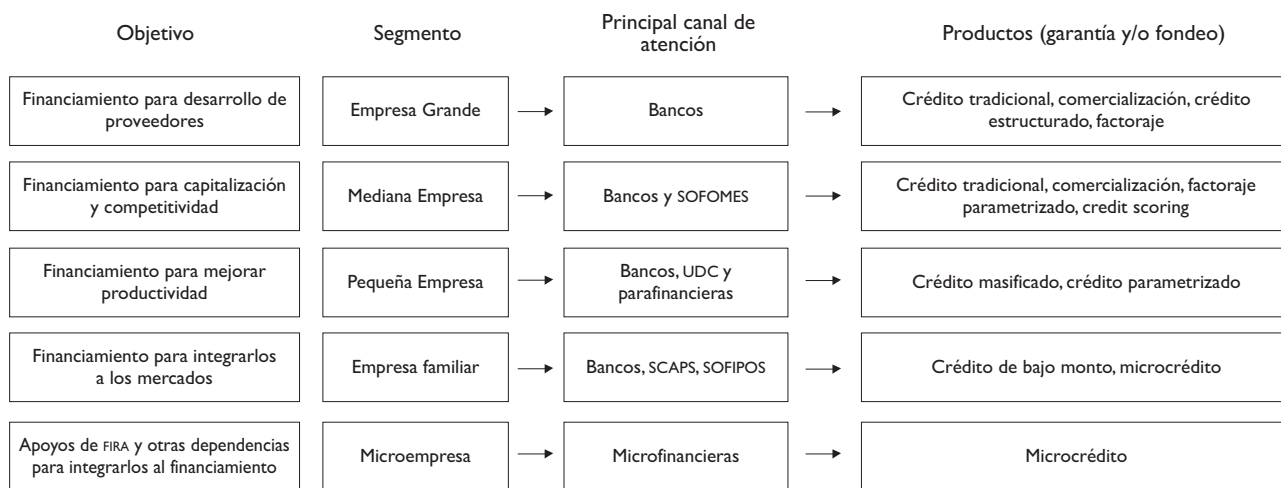 Objetivo
Segmento
Principal canal de
atención
Productos (garantía y/o fondeo)
Financiamiento para desarrollo de
proveedores
Empresa Grande
Bancos
Crédito tradicional, comercialización, crédito
estructurado, factoraje
Financiamiento para capitalización
y competitividad
Mediana Empresa
Bancos y SOFOMES
Crédito tradicional, comercialización, factoraje
parametrizado, credit scoring
Financiamiento para mejorar
productividad
Pequeña Empresa
Bancos, UDC y
parafinancieras
Crédito masificado, crédito parametrizado
Financiamiento para integrarlos
a los mercados
Empresa familiar
Bancos, SCAPS, SOFIPOS
Crédito de bajo monto, microcrédito
Apoyos de FIRA y otras dependencias
para integrarlos al financiamiento
Microempresa
Microfinancieras
Microcrédito